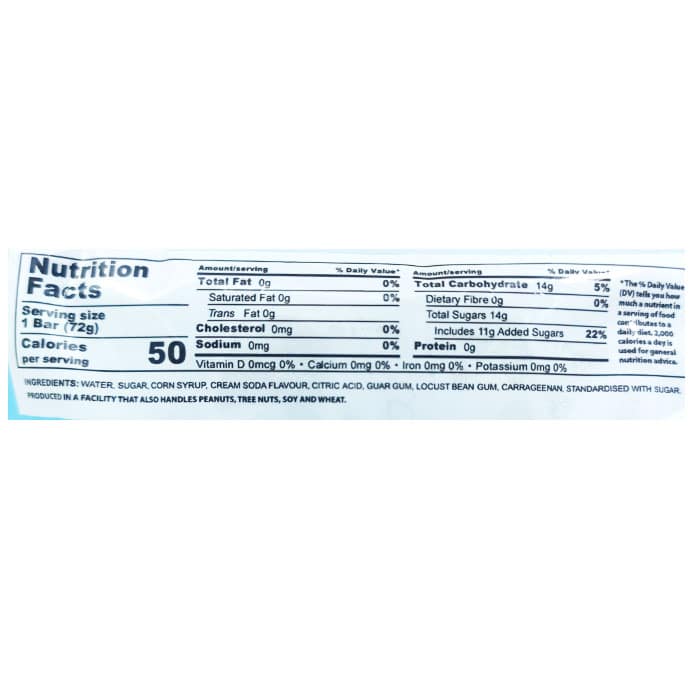 Nutrition
Facts
Serving size
1 Bar (72g)
Calories
per serving 50
Amount/serving % Daily Value*
Total Fat 0g 0%
Saturated Fat 0g 0%
Trans Fat 0g
Cholesterol 0mg 0%
Sodium 0mg 0%
Amount/serving % Daily Value*
Total Carbohydrate 14g 5%
Dietary Fibre 0g 0%
Total Sugars 14g
Includes 11g Added Sugars 22%
Protein 0g
Vitamin D 0mcg 0% • Calcium 0mg 0% • Iron 0mg 0% • Potassium 0mg 0%
*The % Daily Value
(DV) tells you how
much a nutrient in
a serving of food
contributes to a
daily diet. 2,000
calories a day is
used for general
nutrition advice.
INGREDIENTS: WATER, SUGAR, CORN SYRUP, CREAM SODA FLAVOUR, CITRIC ACID, GUAR GUM, LOCUST BEAN GUM, CARRAGEENAN, STANDARDISED WITH SUGAR.
PRODUCED IN A FACILITY THAT ALSO HANDLES PEANUTS, TREE NUTS, SOY AND WHEAT.